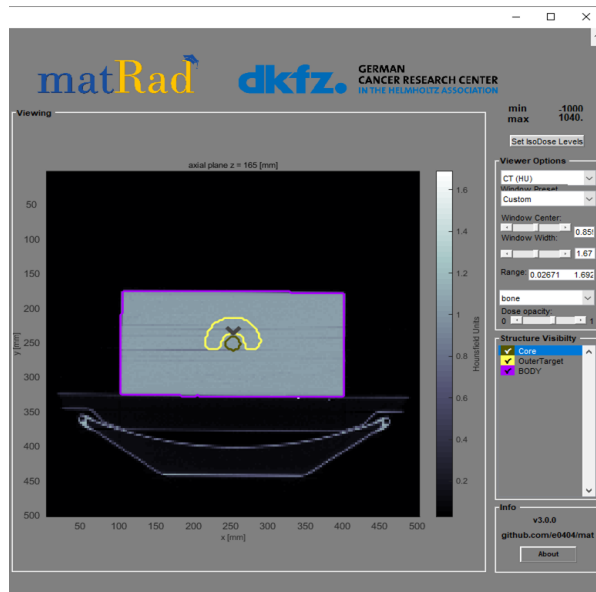 matRad
dkfz.
GERMAN
CANCER RESEARCH CENTER
IN THE HELMHOLTZ ASSOCIATION
Viewing
min -1000
max 1040.
Set IsoDose Levels
axial plane z = 165 [mm]
Viewer Options
CT (HU)
Window Preset
Custom
Window Center:
Window Width:
1.67
Range: 0.02671 1.692
bone
Dose opacity:
0 1
Structure Visibilty
Core
OuterTarget
BODY
50
100
150
200
250
300
350
400
450
500
y [mm]
50 100 150 200 250 300 350 400 450 500
x [mm]
1.6
1.4
1.2
1
0.8
0.6
0.4
0.2
Hounsfield Units
Info
v3.0.0
github.com/e0404/mat
About